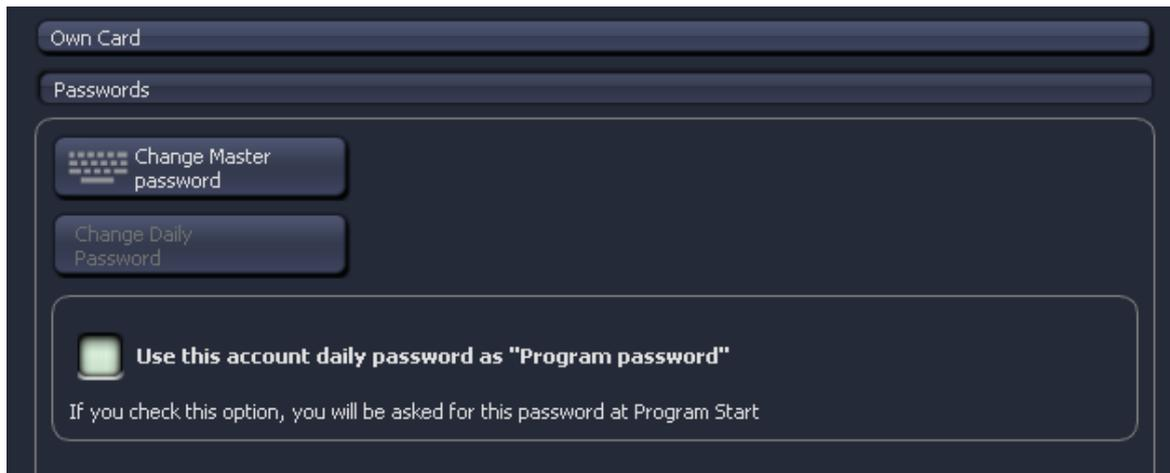 Own Card
Passwords
Change Master
password
Change Daily
Password
Use this account daily password as "Program password"
If you check this option, you will be asked for this password at Program Start